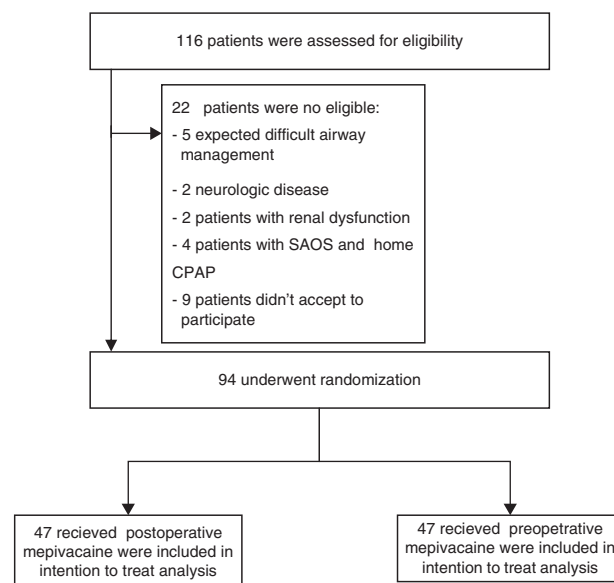 116 patients were assessed for eligibility
22 patients were no eligible:
- 5 expected difficult airway
management
- 2 neurologic disease
- 2 patients with renal dysfunction
- 4 patients with SAOS and home
CPAP
- 9 patients didn't accept to
participate
94 underwent randomization
47 recieved postoperative
mepivacaine were included in
intention to treat analysis
47 recieved preopetrative
mepivacaine were included in
intention to treat analysis